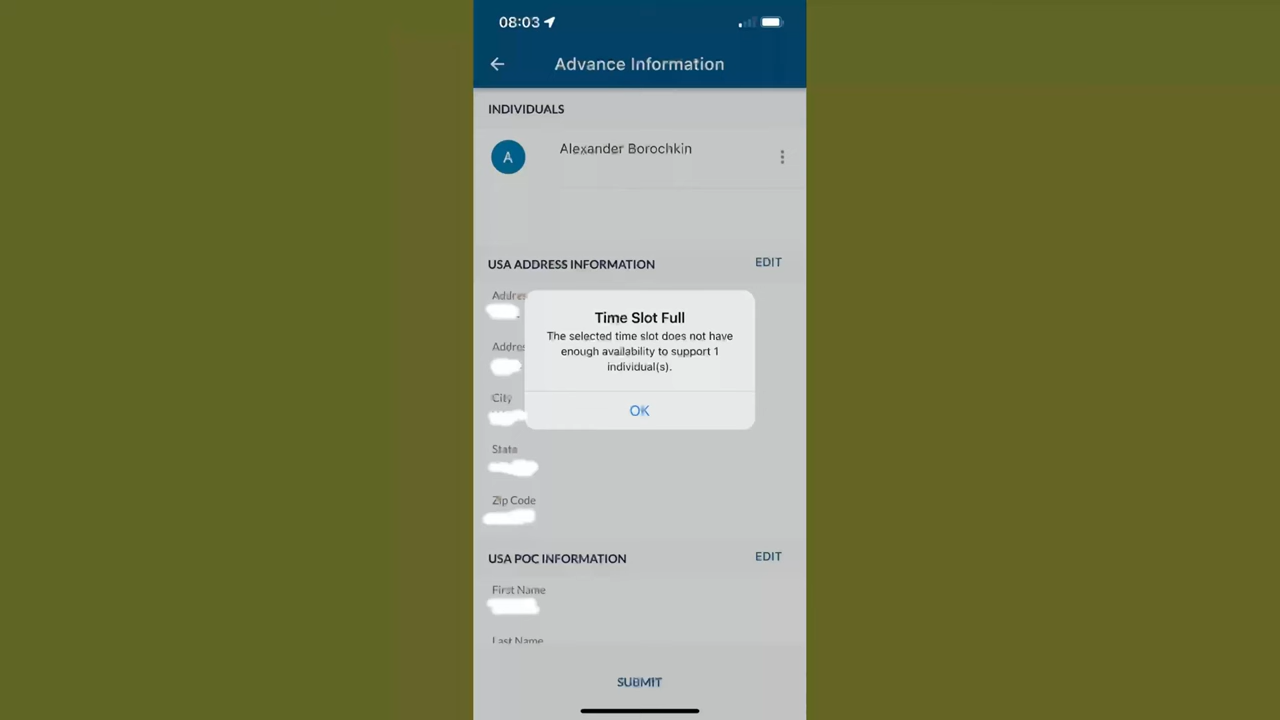 08:03
Advance Information
INDIVIDUALS
A
Alexander Borochkin
USA ADDRESS INFORMATION
EDIT
Addre
Time Slot Full
The selected time slot does not have
enough availability to support 1
individual(s).
OK
Addre
City
State
Zip Code
USA POC INFORMATION
EDIT
First Name
Last Name
SUBMIT